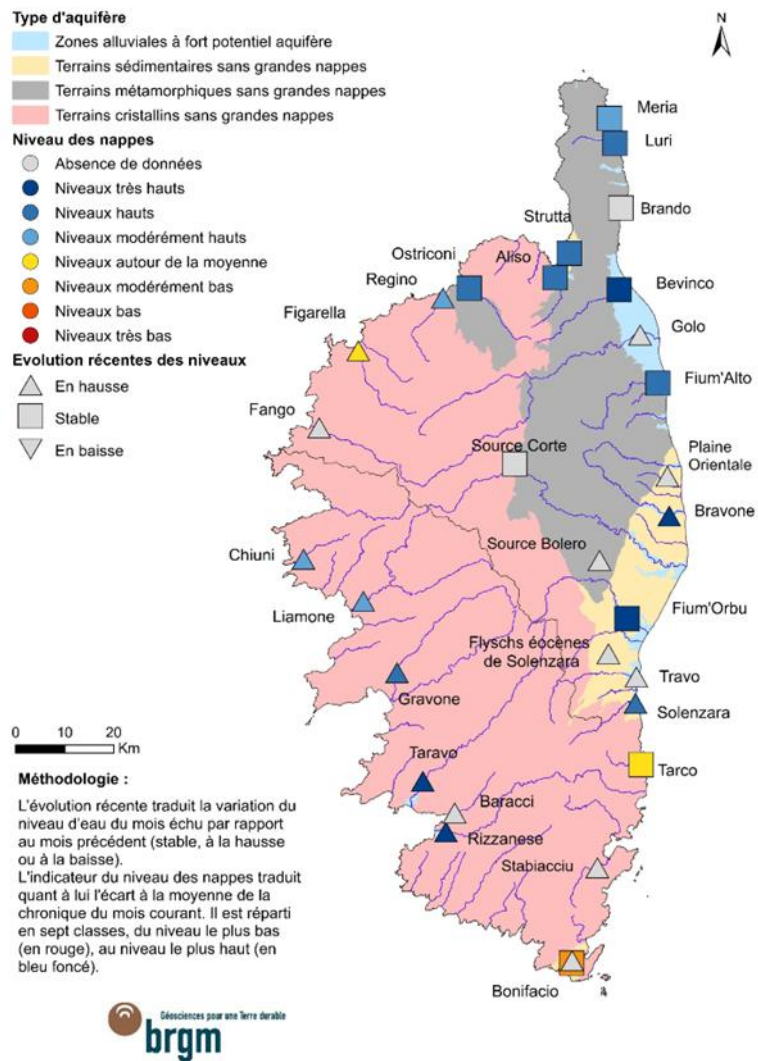 Type d'aquifère
Zones alluviales à fort potentiel aquifère
Terrains sédimentaires sans grandes nappes
Terrains métamorphiques sans grandes nappes
Terrains cristallins sans grandes nappes
Niveau des nappes
Absence de données
Niveaux très hauts
Niveaux hauts
Niveaux modérément hauts
Niveaux autour de la moyenne
Niveaux modérément bas
Niveaux bas
Niveaux très bas
Evolution récentes des niveaux
En hausse
Stable
En baisse
N
Meria
Luri
Brando
Strutta
Ostriconi
Aliso
Regino
Bevinco
Figarella
Golo
Fium'Alto
Fango
Source Corte
Plaine
Orientale
Bravone
Chiuni
Source Bolero
Liamone
Fium'Orbu
Flyschs éocènes
de Solenzara
Travo
Gravone
Solenzara
Taravo
Tarco
Baracci
Rizzanese
Stabiacciu
Bonifacio
0 10 20
Km
Méthodologie :
L'évolution récente traduit la variation du
niveau d'eau du mois échu par rapport
au mois précédent (stable, à la hausse
ou à la baisse).
L'indicateur du niveau des nappes traduit
quant à lui l'écart à la moyenne de la
chronique du mois courant. Il est réparti
en sept classes, du niveau le plus bas
(en rouge), au niveau le plus haut (en
bleu foncé).
Géosciences pour une Terre durable
brgm